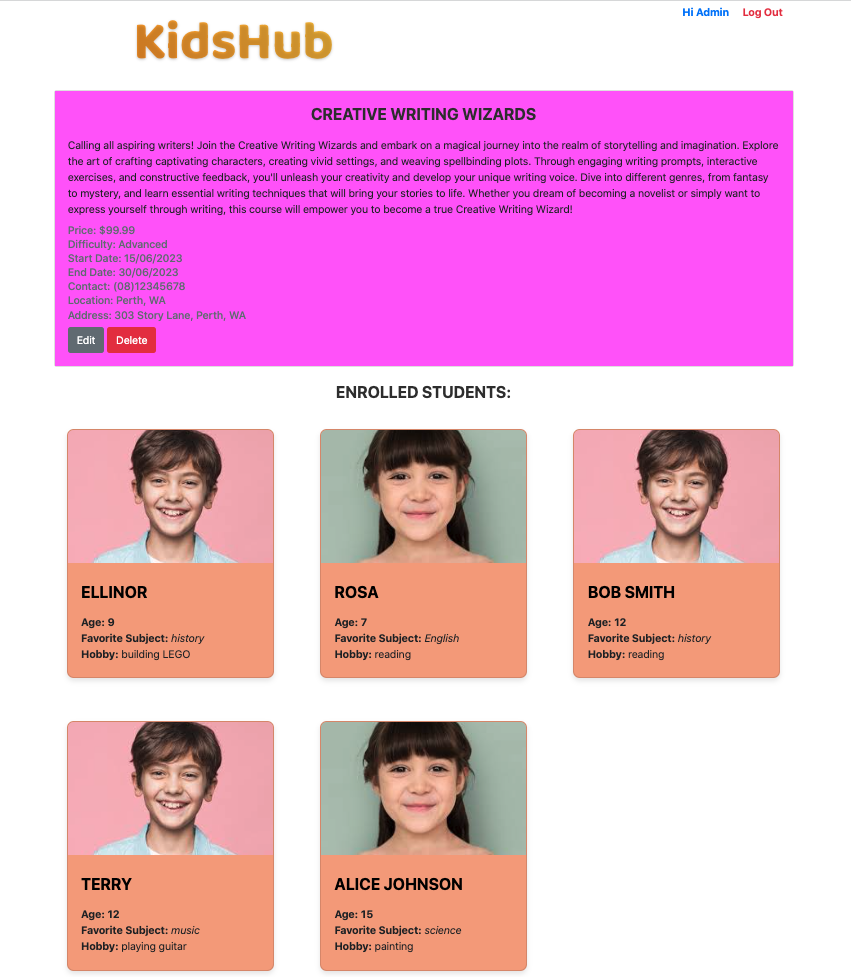 Hi Admin Log Out
KidsHub
CREATIVE WRITING WIZARDS
Calling all aspiring writers! Join the Creative Writing Wizards and embark on a magical journey into the realm of storytelling and imagination. Explore
the art of crafting captivating characters, creating vivid settings, and weaving spellbinding plots. Through engaging writing prompts, interactive
exercises, and constructive feedback, you'll unleash your creativity and develop your unique writing voice. Dive into different genres, from fantasy
to mystery, and learn essential writing techniques that will bring your stories to life. Whether you dream of becoming a novelist or simply want to
express yourself through writing, this course will empower you to become a true Creative Writing Wizard!
Price: $99.99
Difficulty: Advanced
Start Date: 15/06/2023
End Date: 30/06/2023
Contact: (08)12345678
Location: Perth, WA
Address: 303 Story Lane, Perth, WA
Edit Delete
ENROLLED STUDENTS:
ELLINOR
Age: 9
Favorite Subject: history
Hobby: building LEGO
ROSA
Age: 7
Favorite Subject: English
Hobby: reading
BOB SMITH
Age: 12
Favorite Subject: history
Hobby: reading
TERRY
Age: 12
Favorite Subject: music
Hobby: playing guitar
ALICE JOHNSON
Age: 15
Favorite Subject: science
Hobby: painting